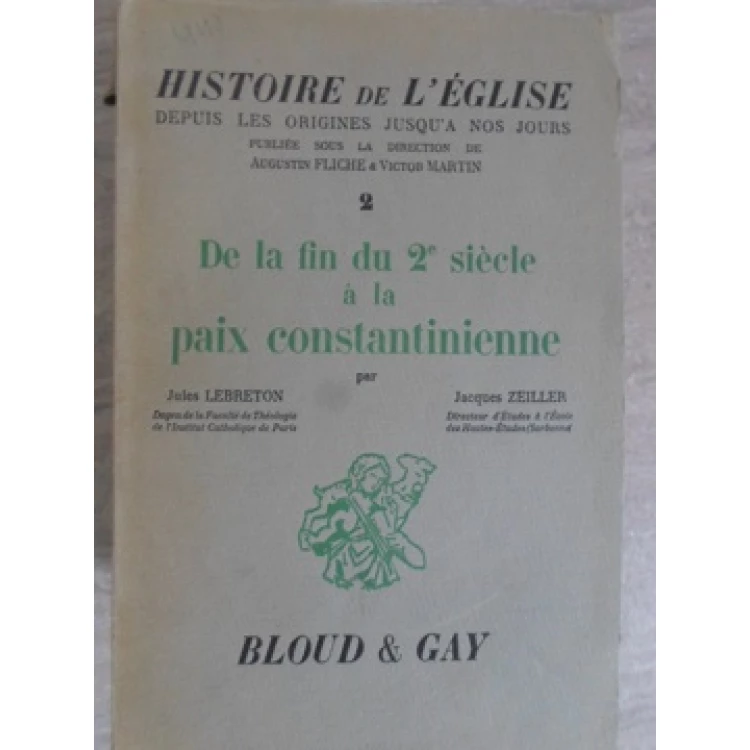 HISTOIRE DE L'ÉGLISE
DEPUIS LES ORIGINES JUSQU'A NOS JOURS
PUBLIÉE SOUS LA DIRECTION DE
AUGUSTIN FLICHE & VICTOR MARTIN
2
De la fin du 2e siècle
à la
paix constantinienne
par
Jules LEBRETON
Doyen de la Faculté de Théologie
de l'Institut Catholique de Paris
Jacques ZEILLER
Directeur d'Études à l'École
des Hautes-Études (Sorbonne)
BLOUD & GAY